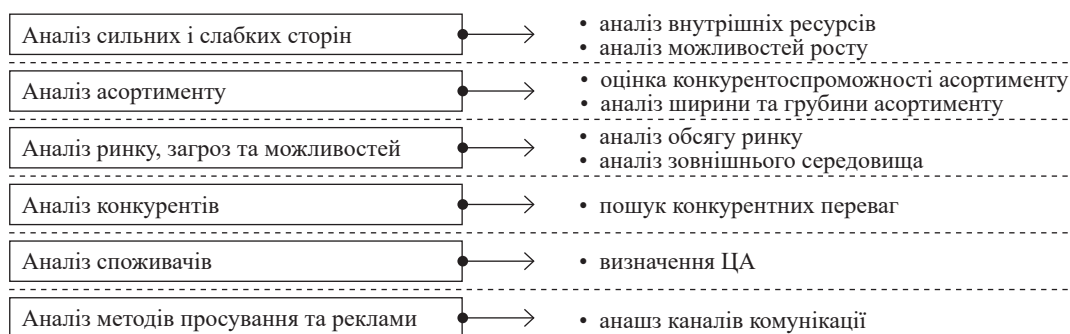 Аналіз сильних і слабких сторін
• аналіз внутрішніх ресурсів
• аналіз можливостей росту
Аналіз асортименту
• оцінка конкурентоспроможності асортименту
• аналіз ширини та грубини асортименту
Аналіз ринку, загроз та можливостей
• аналіз обсягу ринку
• аналіз зовнішнього середовища
Аналіз конкурентів
• пошук конкурентних переваг
Аналіз споживачів
• визначення ЦА
Аналіз методів просування та реклами
• анашз каналів комунікації